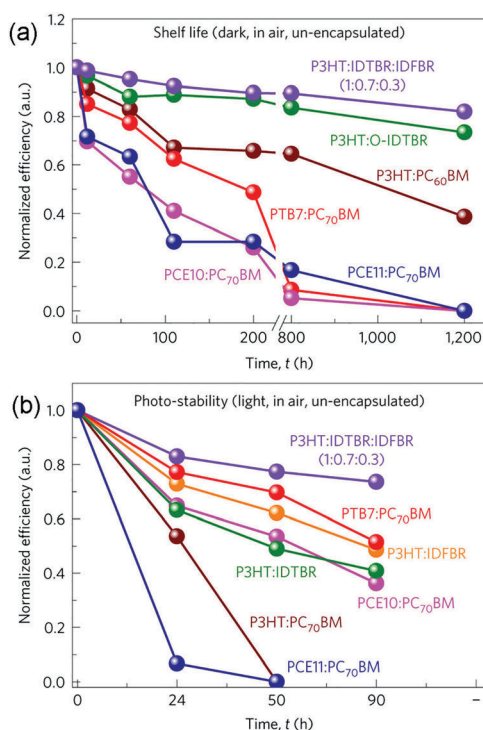 (a)
Shelf life (dark, in air, un-encapsulated)
Normalized efficiency (a.u.)
1.2
1.0
0.8
0.6
0.4
0.2
0.0
P3HT:IDTBR:IDFBR
(1:0.7:0.3)
P3HT:O-IDTBR
P3HT:PC₆₀BM
PTB7:PC₇₀BM
PCE10:PC₇₀BM
PCE11:PC₇₀BM
0 100 200 800 1,000 1,200
Time, t (h)
(b)
Photo-stability (light, in air, un-encapsulated)
Normalized efficiency (a.u.)
1.0
0.8
0.6
0.4
0.2
0.0
P3HT:IDTBR:IDFBR
(1:0.7:0.3)
PTB7:PC₇₀BM
P3HT:IDFBR
P3HT:IDTBR
PCE10:PC₇₀BM
P3HT:PC₇₀BM
PCE11:PC₇₀BM
0 24 50 90 –
Time, t (h)